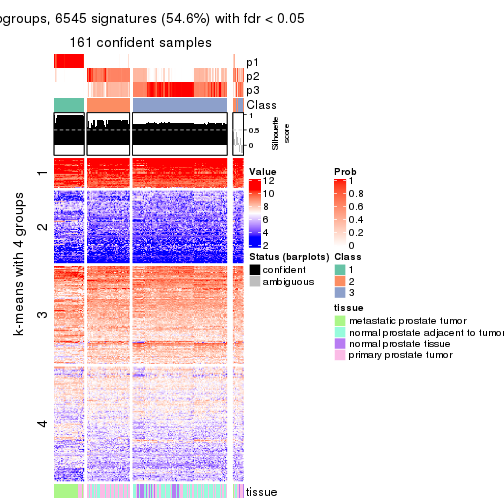 ogroups, 6545 signatures (54.6%) with fdr < 0.05
161 confident samples
p1
p2
p3
Class
1
0.5
0
Silhouette
score
k-means with 4 groups
1
2
3
4
Value
12
10
8
6
4
2
Prob
1
0.8
0.6
0.4
0.2
0
Status (barplots)
confident
ambiguous
Class
1
2
3
tissue
metastatic prostate tumor
normal prostate adjacent to tumor
normal prostate tissue
primary prostate tumor
tissue